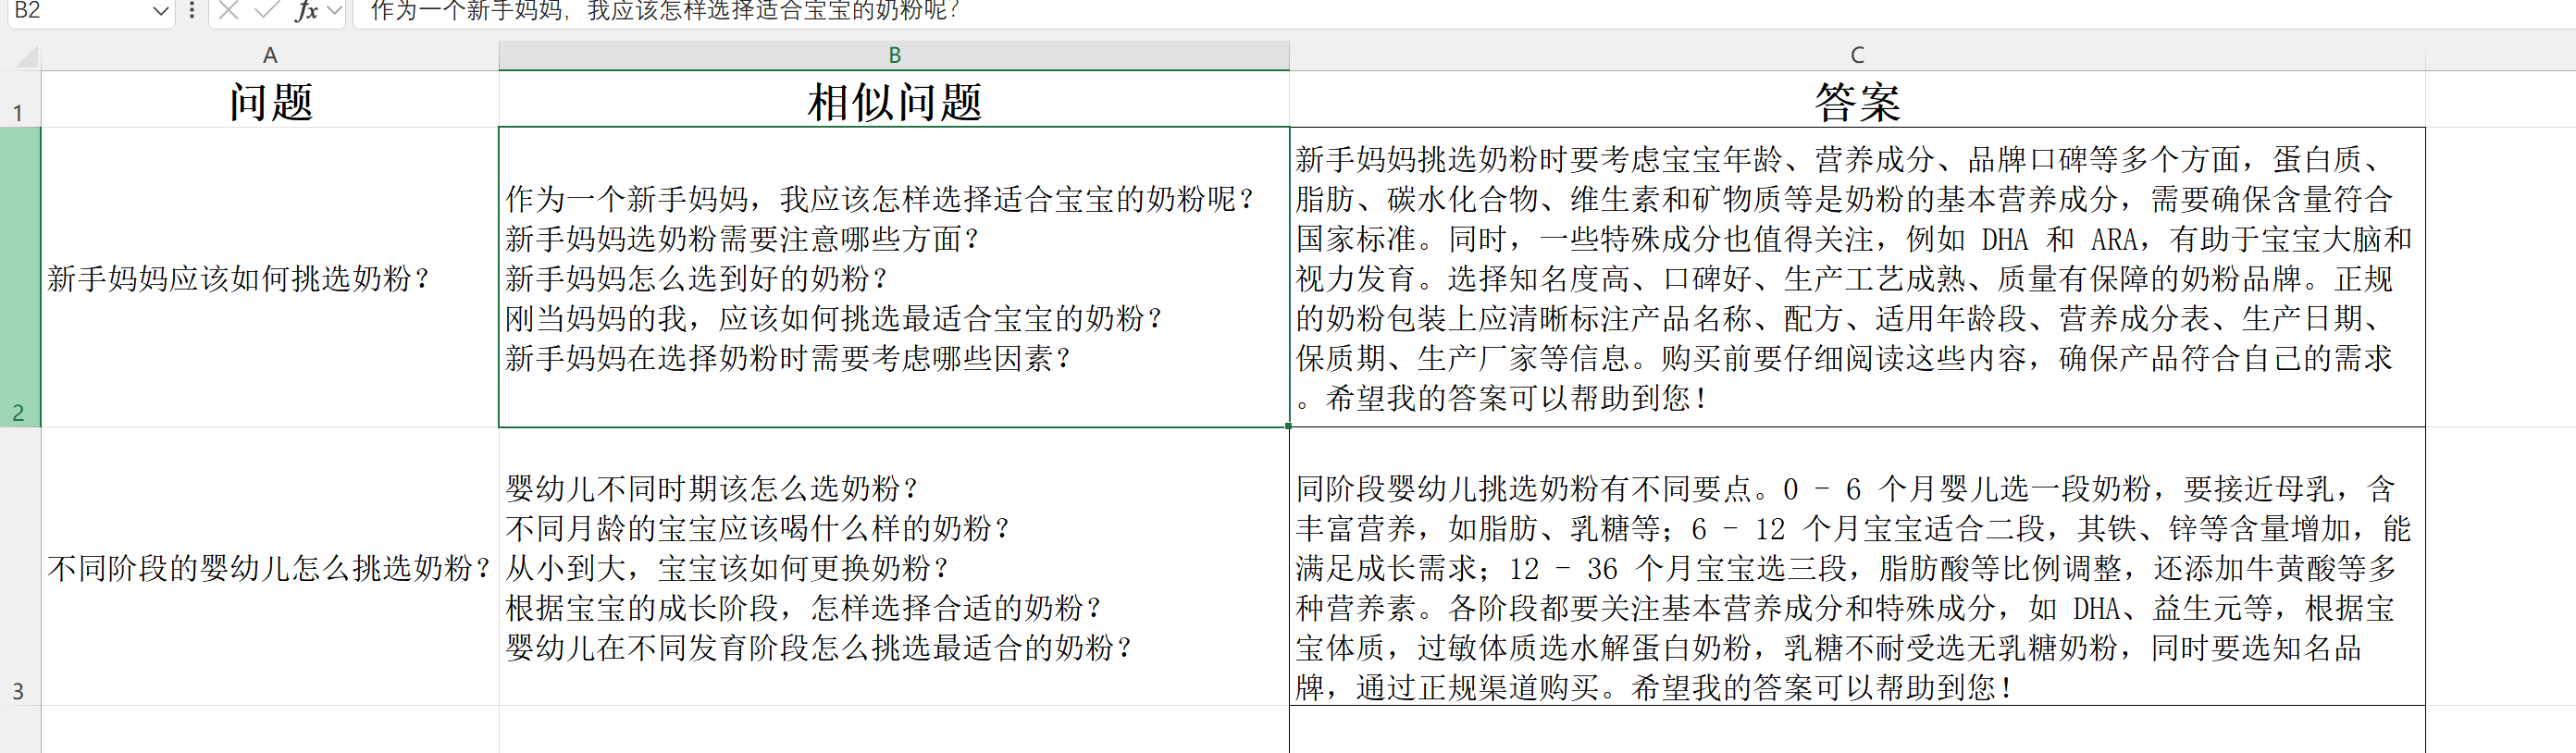 B2
fx
作为一个新手妈妈，我应该怎样选择适合宝宝的奶粉呢？
A
B
C
1
问题
相似问题
答案
2
新手妈妈应该如何挑选奶粉？
作为一个新手妈妈，我应该怎样选择适合宝宝的奶粉呢？
新手妈妈选奶粉需要注意哪些方面？
新手妈妈怎么选到好的奶粉？
刚当妈妈的我，应该如何挑选最适合宝宝的奶粉？
新手妈妈在选择奶粉时需要考虑哪些因素？
新手妈妈挑选奶粉时要考虑宝宝年龄、营养成分、品牌口碑等多个方面，蛋白质、
脂肪、碳水化合物、维生素和矿物质等是奶粉的基本营养成分，需要确保含量符合
国家标准。同时，一些特殊成分也值得关注，例如 DHA 和 ARA，有助于宝宝大脑和
视力发育。选择知名度高、口碑好、生产工艺成熟、质量有保障的奶粉品牌。正规
的奶粉包装上应清晰标注产品名称、配方、适用年龄段、营养成分表、生产日期、
保质期、生产厂家等信息。购买前要仔细阅读这些内容，确保产品符合自己的需求
。希望我的答案可以帮助到您！
3
不同阶段的婴幼儿怎么挑选奶粉？
婴幼儿不同时期该怎么选奶粉？
不同月龄的宝宝应该喝什么样的奶粉？
从小到大，宝宝该如何更换奶粉？
根据宝宝的成长阶段，怎样选择合适的奶粉？
婴幼儿在不同发育阶段怎么挑选最适合的奶粉？
同阶段婴幼儿挑选奶粉有不同要点。0 - 6 个月婴儿选一段奶粉，要接近母乳，含
丰富营养，如脂肪、乳糖等；6 - 12 个月宝宝适合二段，其铁、锌等含量增加，能
满足成长需求；12 - 36 个月宝宝选三段，脂肪酸等比例调整，还添加牛黄酸等多
种营养素。各阶段都要关注基本营养成分和特殊成分，如 DHA、益生元等，根据宝
宝体质，过敏体质选水解蛋白奶粉，乳糖不耐受选无乳糖奶粉，同时要选知名品
牌，通过正规渠道购买。希望我的答案可以帮助到您！